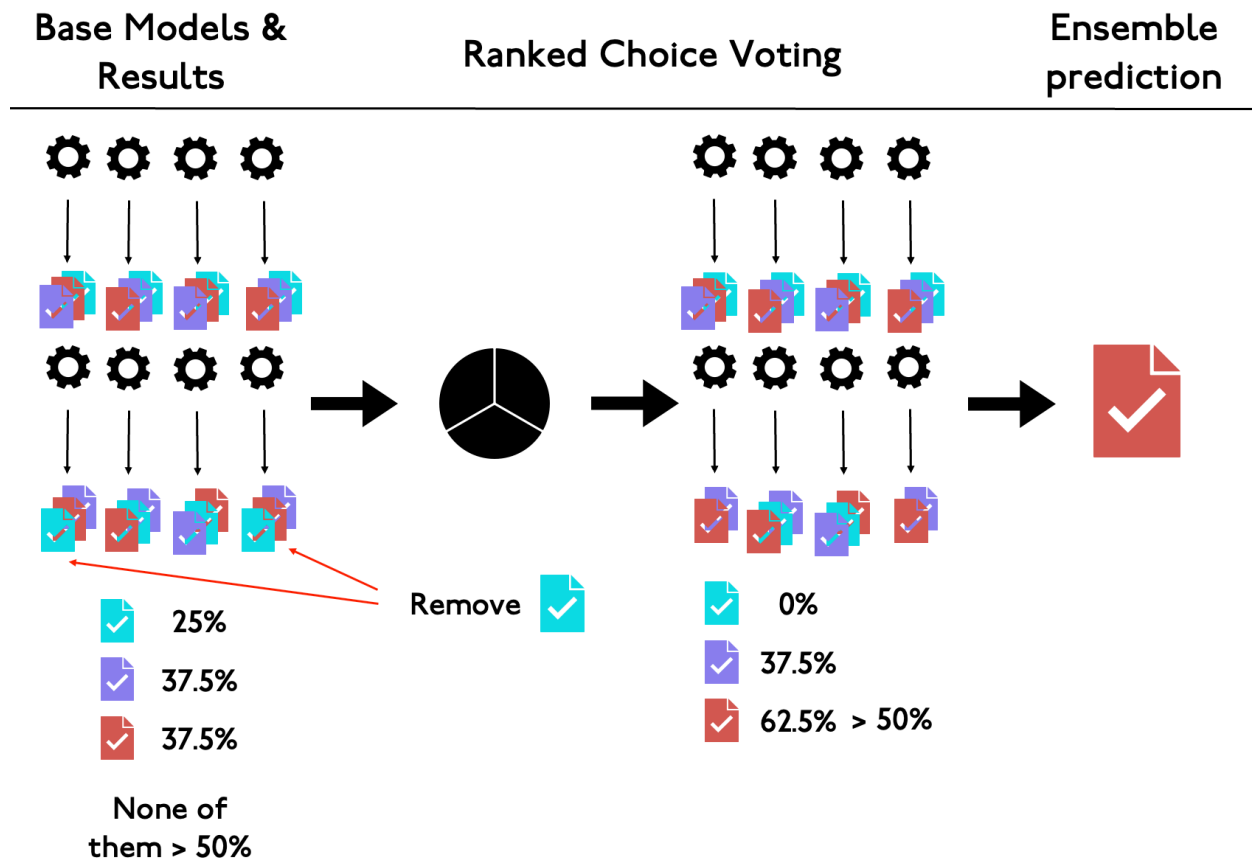 Base Models &
Results
Ranked Choice Voting
Ensemble
prediction
Remove
25%
37.5%
37.5%
None of
them > 50%
0%
37.5%
62.5% > 50%